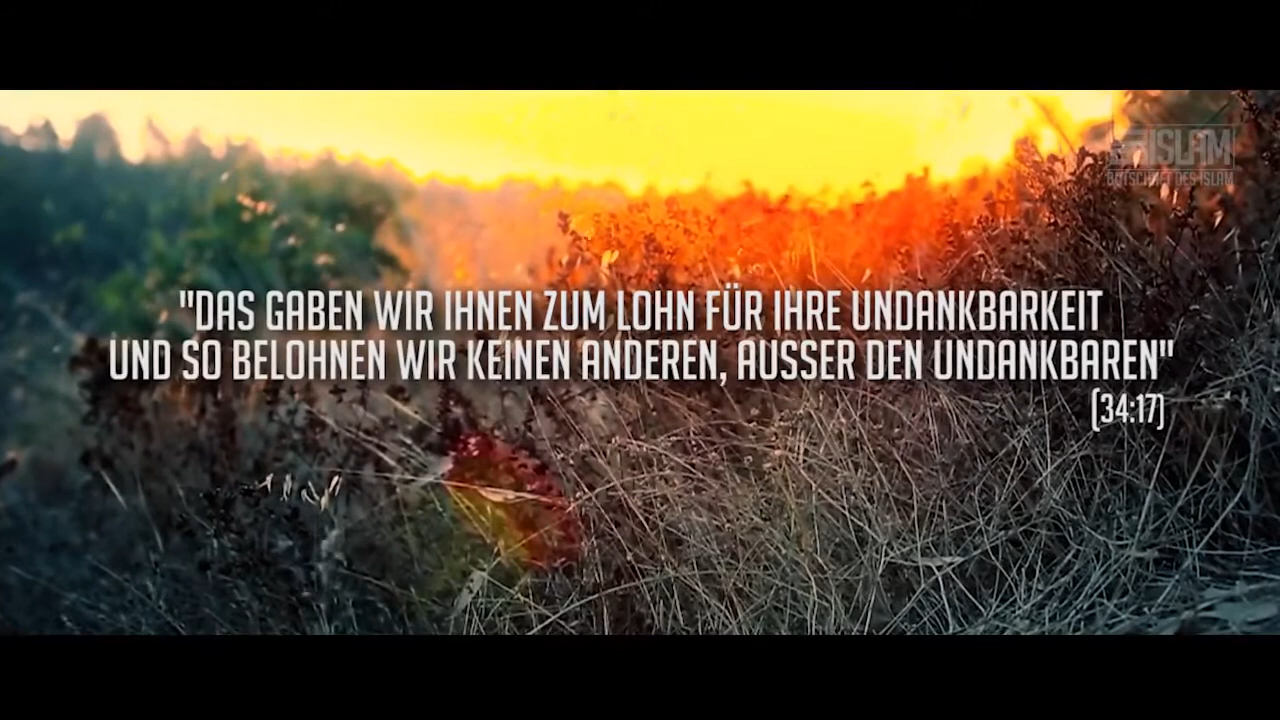 ISLAM
BOTSCHAFT DES ISLAM
"DAS GABEN WIR IHNEN ZUM LOHN FÜR IHRE UNDANKBARKEIT
UND SO BELOHNEN WIR KEINEN ANDEREN, AUSSER DEN UNDANKBAREN"
(34:17)